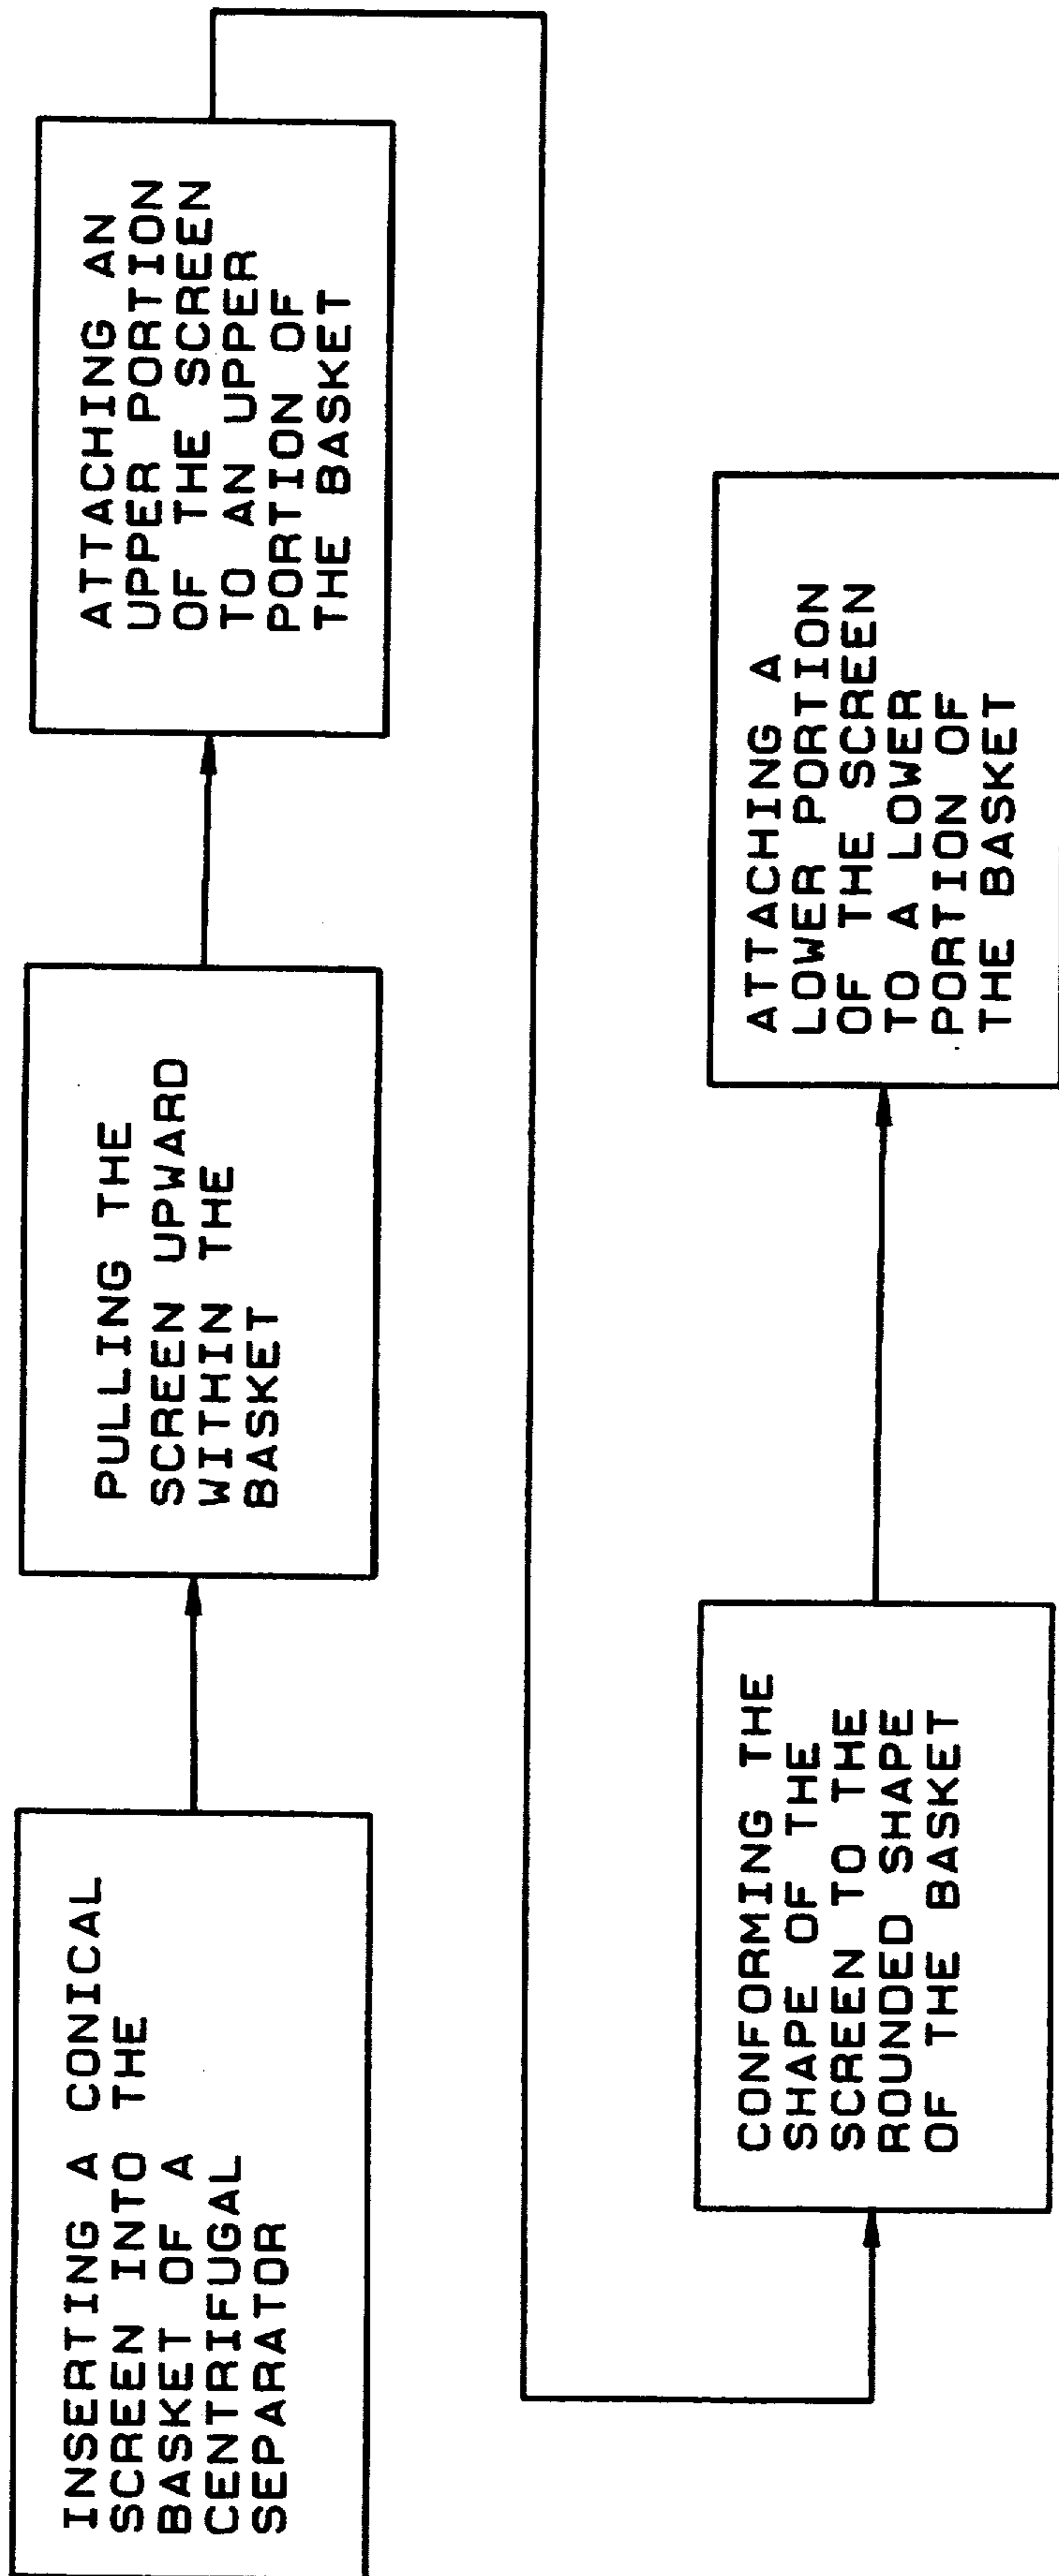 INSERTING A CONICAL
SCREEN INTO THE
BASKET OF A
CENTRIFUGAL
SEPARATOR
PULLING THE
SCREEN UPWARD
WITHIN THE
BASKET
ATTACHING AN
UPPER PORTION
OF THE SCREEN
TO AN UPPER
PORTION OF
THE BASKET
CONFORMING THE
SHAPE OF THE
SCREEN TO THE
ROUNDED SHAPE
OF THE BASKET
ATTACHING A
LOWER PORTION
OF THE SCREEN
TO A LOWER
PORTION OF
THE BASKET